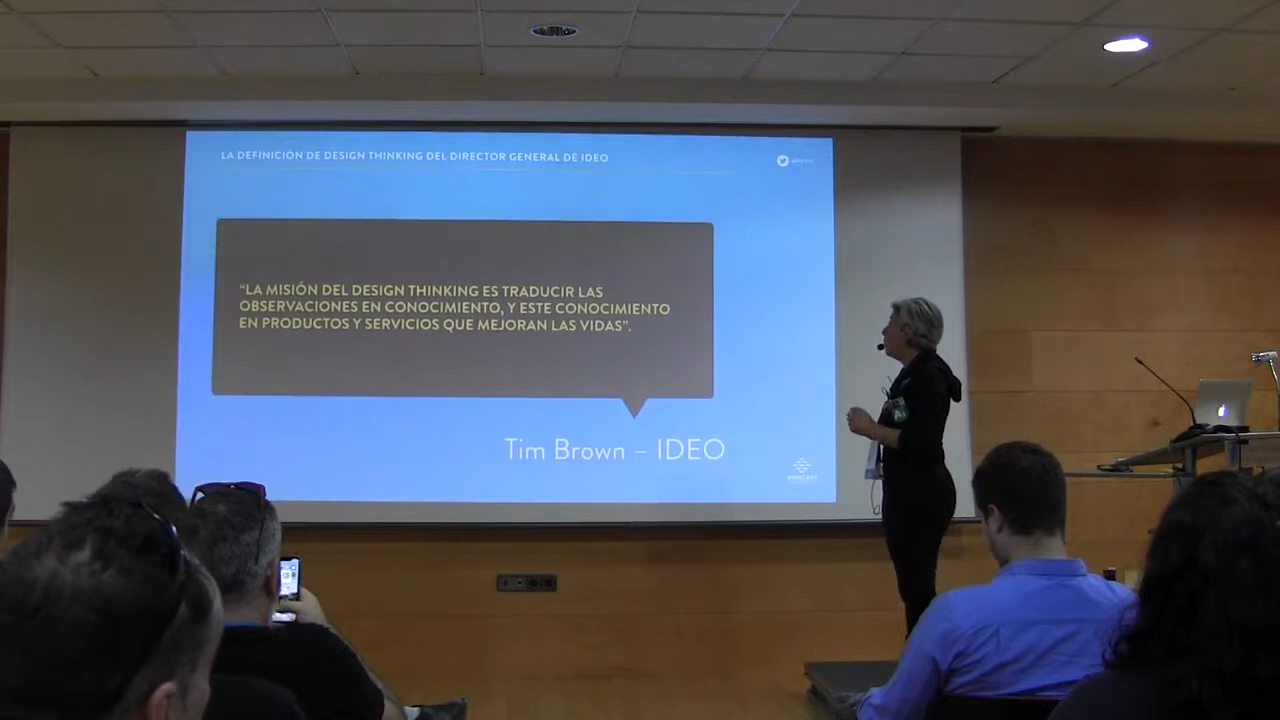 LA DEFINICIÓN DE DESIGN THINKING DEL DIRECTOR GENERAL DE IDEO
“LA MISIÓN DEL DESIGN THINKING ES TRADUCIR LAS
OBSERVACIONES EN CONOCIMIENTO, Y ESTE CONOCIMIENTO
EN PRODUCTOS Y SERVICIOS QUE MEJORAN LAS VIDAS”.
Tim Brown – IDEO